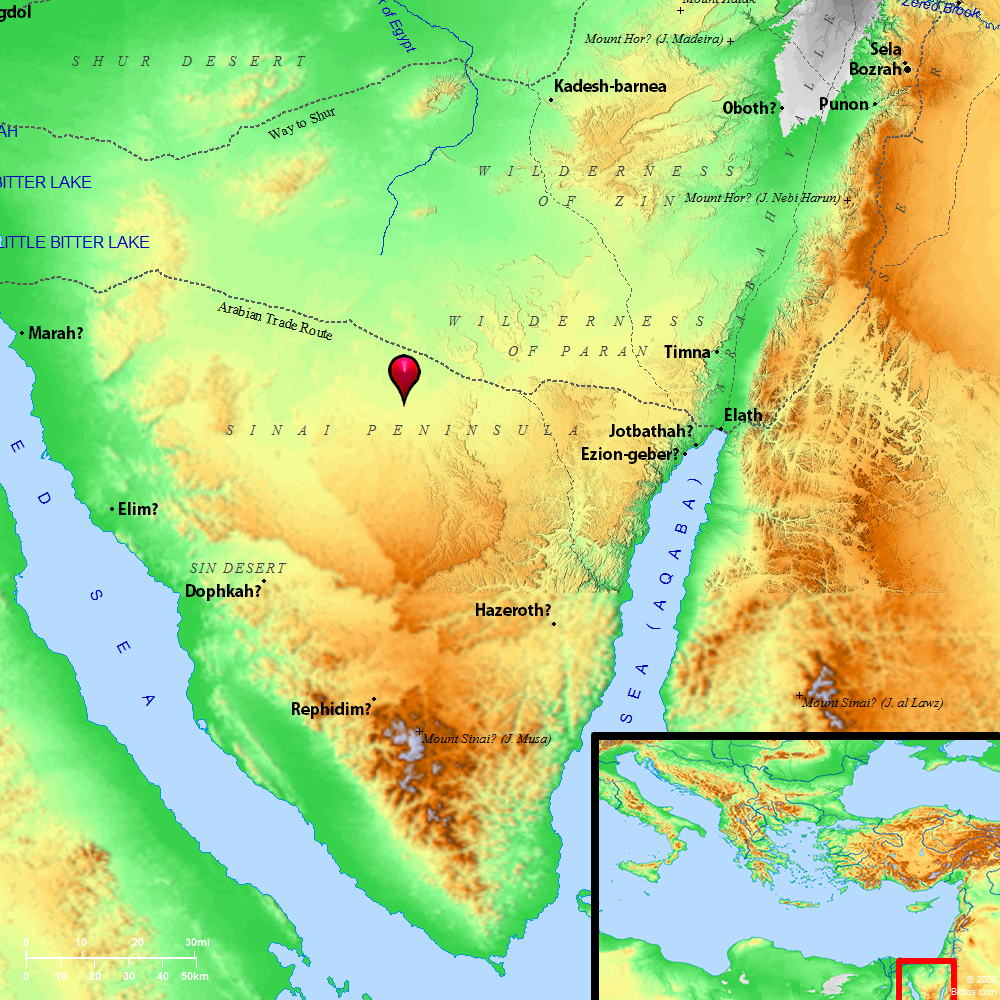 gdol
Mount Halak
Zered Brook
k of Egypt
Mount Hor? (J. Madeira)
Sela
SHUR DESERT
Bozrah
Kadesh-barnea
Oboth?
Punon
AH
Way to Shur
BITTER LAKE
WILDERNESS
OF ZIN
Mount Hor? (J. Nebi Harun)
ARABAH VALLE
SEIR
LITTLE BITTER LAKE
Arabian Trade Route
Marah?
WILDERNESS
OF PARAN
Timna
Elath
SINAI PENINSULA
Jotbathah?
Ezion-geber?
Elim?
ED SEA
SEA (AQABA)
SIN DESERT
Dophkah?
Hazeroth?
Rephidim?
Mount Sinai? (J. Musa)
Mount Sinai? (J. al Lawz)
0 10 20 30mi
0 10 20 30 40 50km
Bibios.com